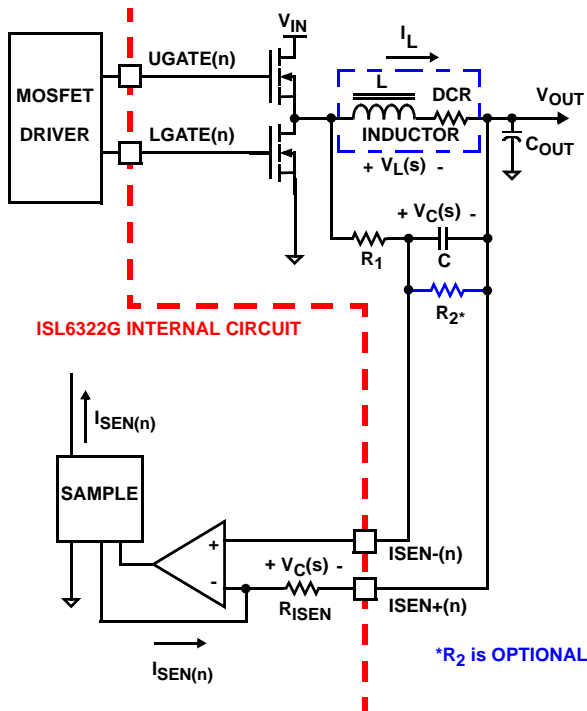 V_IN
I_L
MOSFET
DRIVER
UGATE(n)
LGATE(n)
L
DCR
INDUCTOR
V_OUT
C_OUT
+ V_L(s) -
+ V_C(s) -
R_1
C
R_2*
ISL6322G INTERNAL CIRCUIT
I_SEN(n)
SAMPLE
+
-
+ V_C(s) -
R_ISEN
ISEN-(n)
ISEN+(n)
I_SEN(n)
*R_2 is OPTIONAL